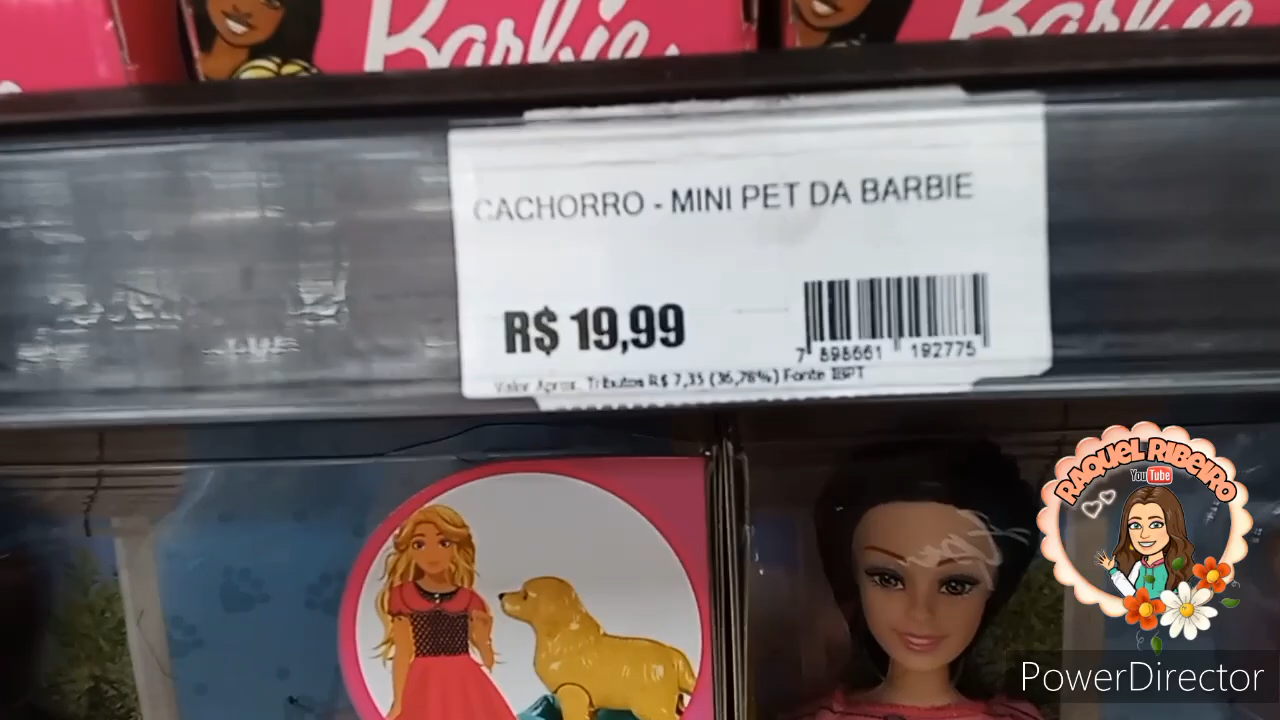 Barbie
Barbie
CACHORRO - MINI PET DA BARBIE
R$ 19,99
7 898661 192775
Valor Aprox. Tributos R$ 7,35 (36,78%) Fonte IBPT
RAQUEL RIBEIRO
YouTube
PowerDirector